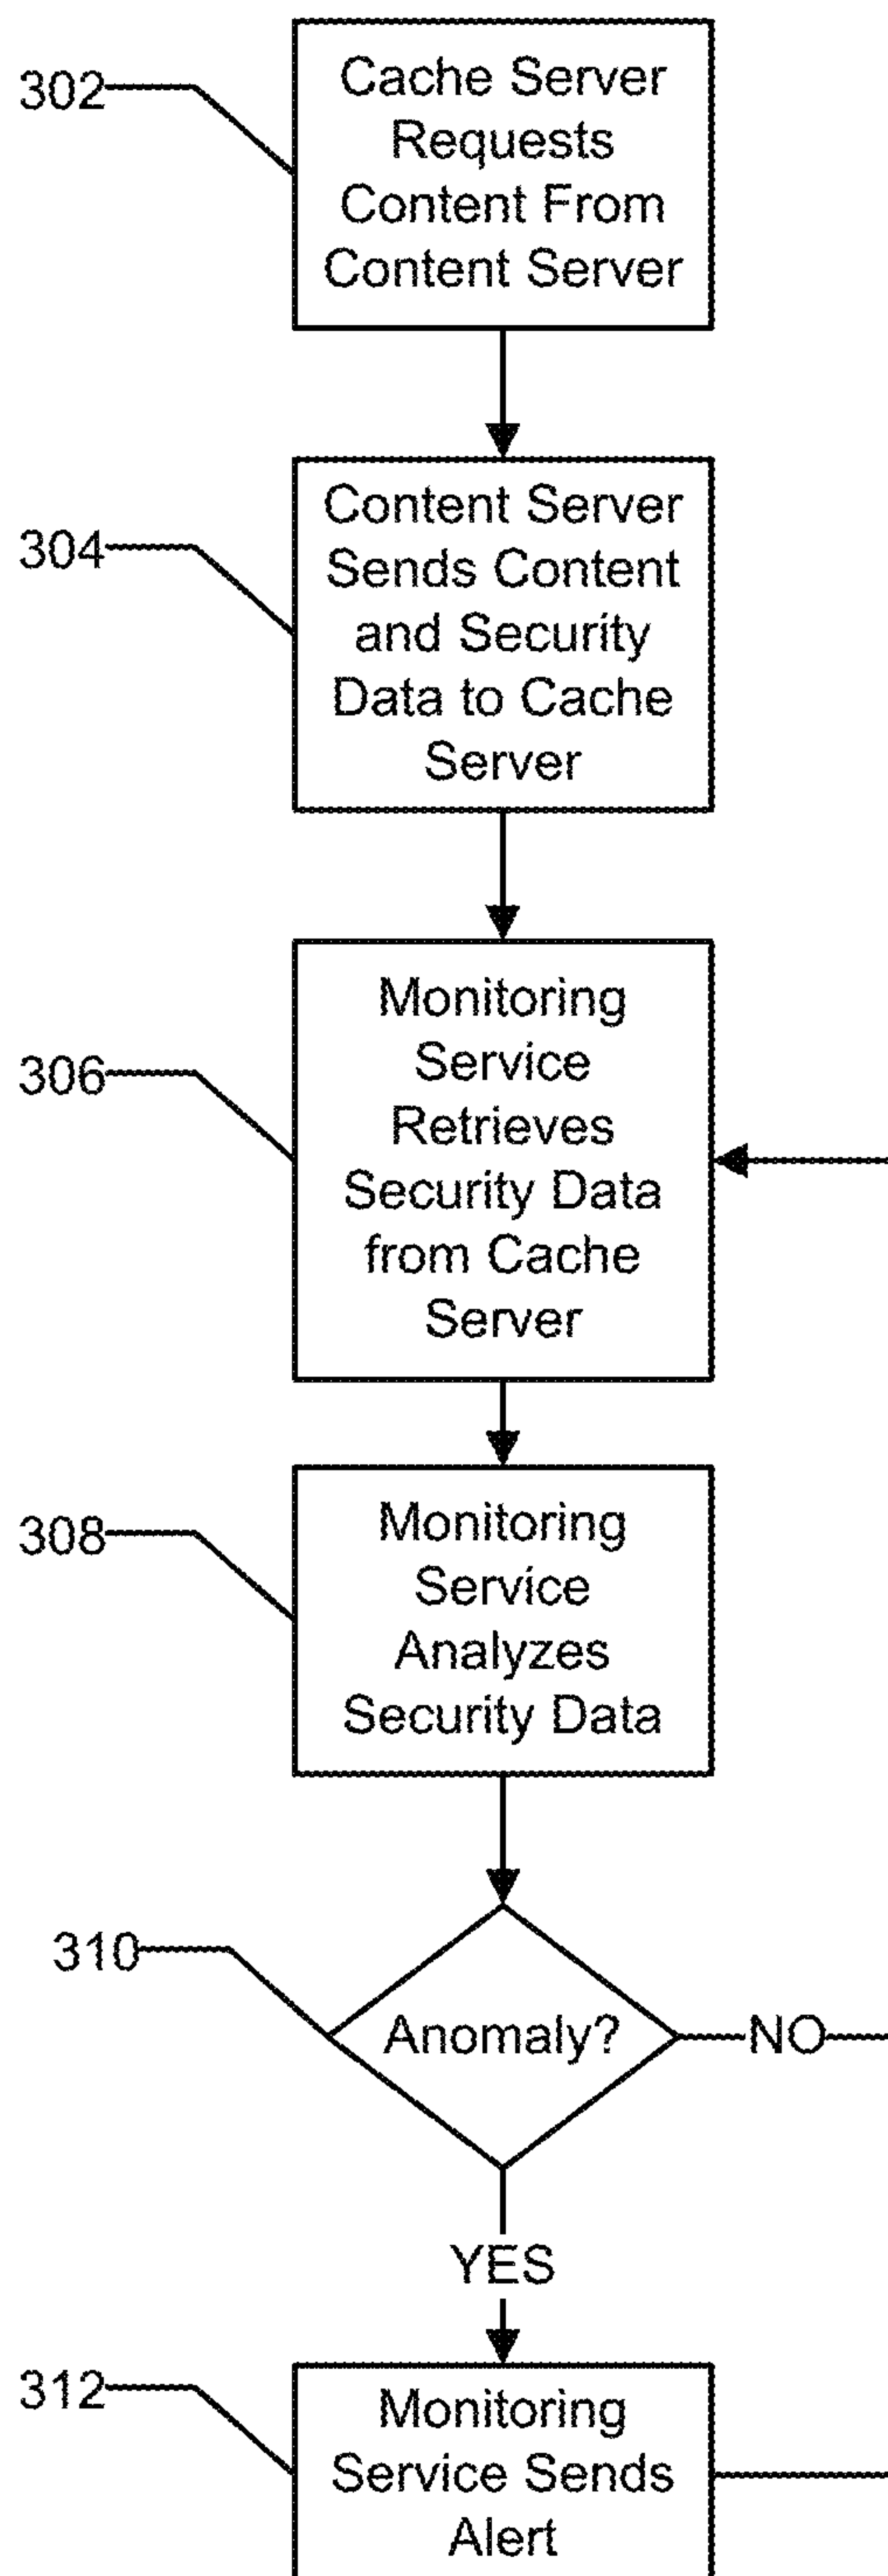 302
Cache Server
Requests
Content From
Content Server
304
Content Server
Sends Content
and Security
Data to Cache
Server
306
Monitoring
Service
Retrieves
Security Data
from Cache
Server
308
Monitoring
Service
Analyzes
Security Data
310
Anomaly?
NO
YES
312
Monitoring
Service Sends
Alert